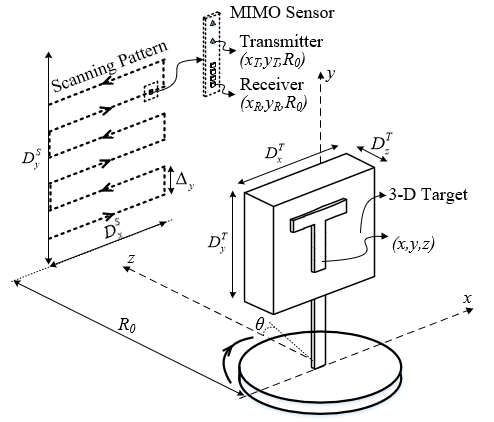 MIMO Sensor
Scanning Pattern
Transmitter
(x_T,y_T,R_0)
Receiver
(x_R,y_R,R_0)
y
D_x^T
D_z^T
D_y^S
Δ_y
3-D Target
D_y^T
(x,y,z)
D_x^S
z
x
R_0
θ
T